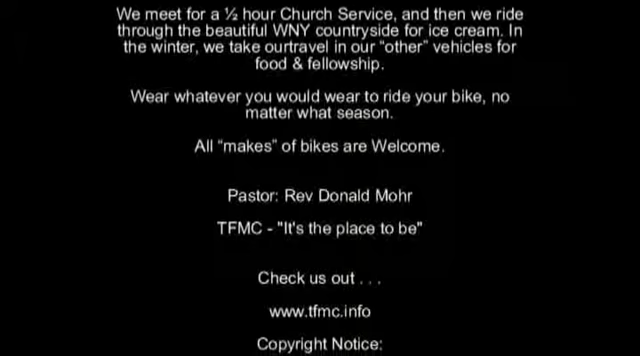 We meet for a ½ hour Church Service, and then we ride
through the beautiful WNY countryside for ice cream. In
the winter, we take ourtravel in our "other" vehicles for
food & fellowship.
Wear whatever you would wear to ride your bike, no
matter what season.
All "makes" of bikes are Welcome.
Pastor: Rev Donald Mohr
TFMC - "It's the place to be"
Check us out . . .
www.tfmc.info
Copyright Notice: